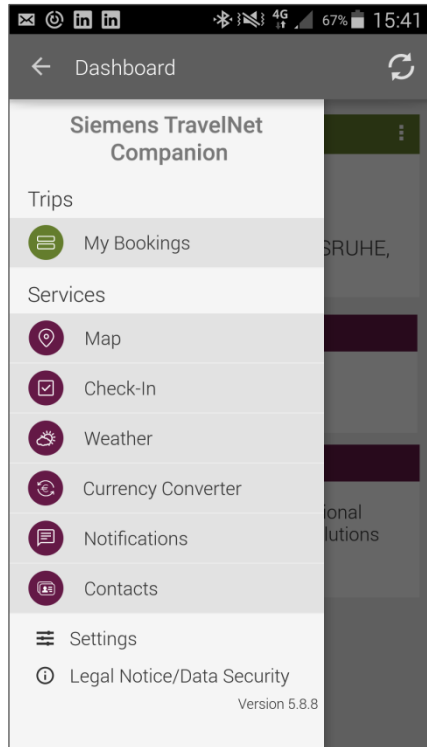 4G 67% 15:41
Dashboard
Siemens TravelNet
Companion
Trips
My Bookings
SRUHE,
Services
Map
Check-In
Weather
Currency Converter
ional
Notifications
lutions
Contacts
Settings
Legal Notice/Data Security
Version 5.8.8